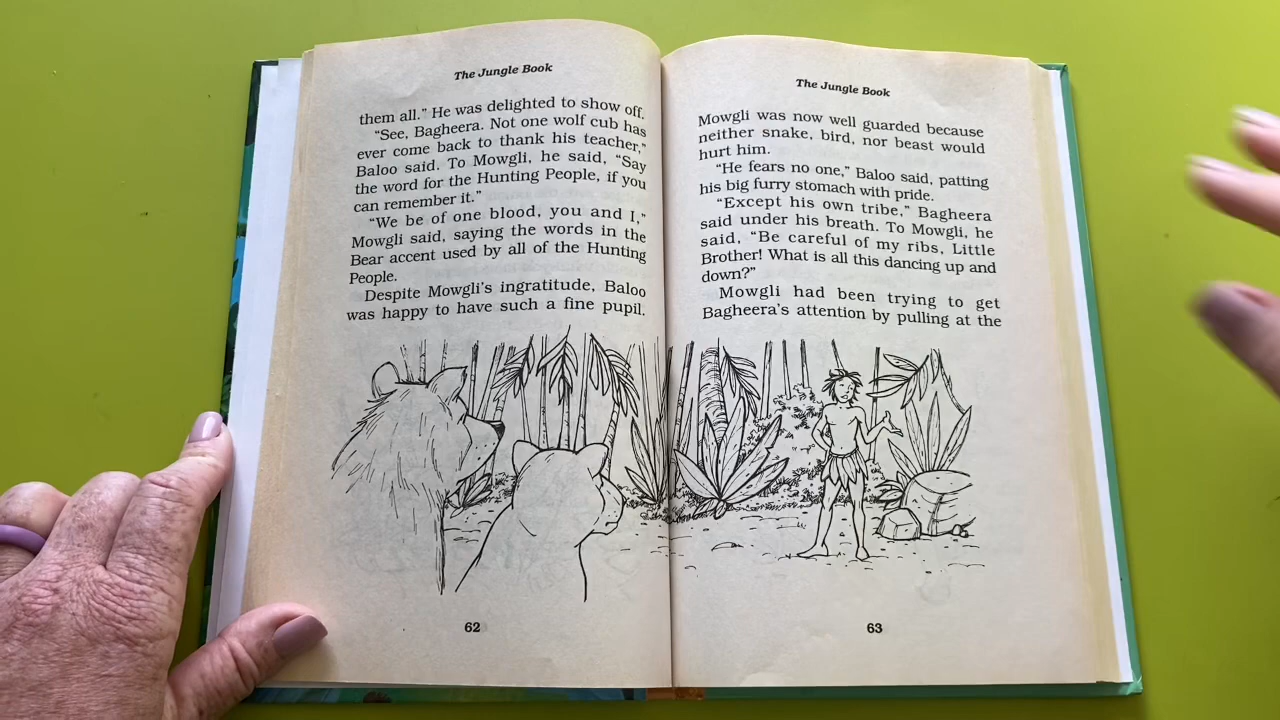 The Jungle Book
them all.” He was delighted to show off.
“See, Bagheera. Not one wolf cub has
ever come back to thank his teacher,”
Baloo said. To Mowgli, he said, “Say
the word for the Hunting People, if you
can remember it.”
“We be of one blood, you and I,”
Mowgli said, saying the words in the
Bear accent used by all of the Hunting
People.
Despite Mowgli’s ingratitude, Baloo
was happy to have such a fine pupil.
62
The Jungle Book
Mowgli was now well guarded because
neither snake, bird, nor beast would
hurt him.
“He fears no one,” Baloo said, patting
his big furry stomach with pride.
“Except his own tribe,” Bagheera
said under his breath. To Mowgli, he
said, “Be careful of my ribs, Little
Brother! What is all this dancing up and
down?”
Mowgli had been trying to get
Bagheera’s attention by pulling at the
63